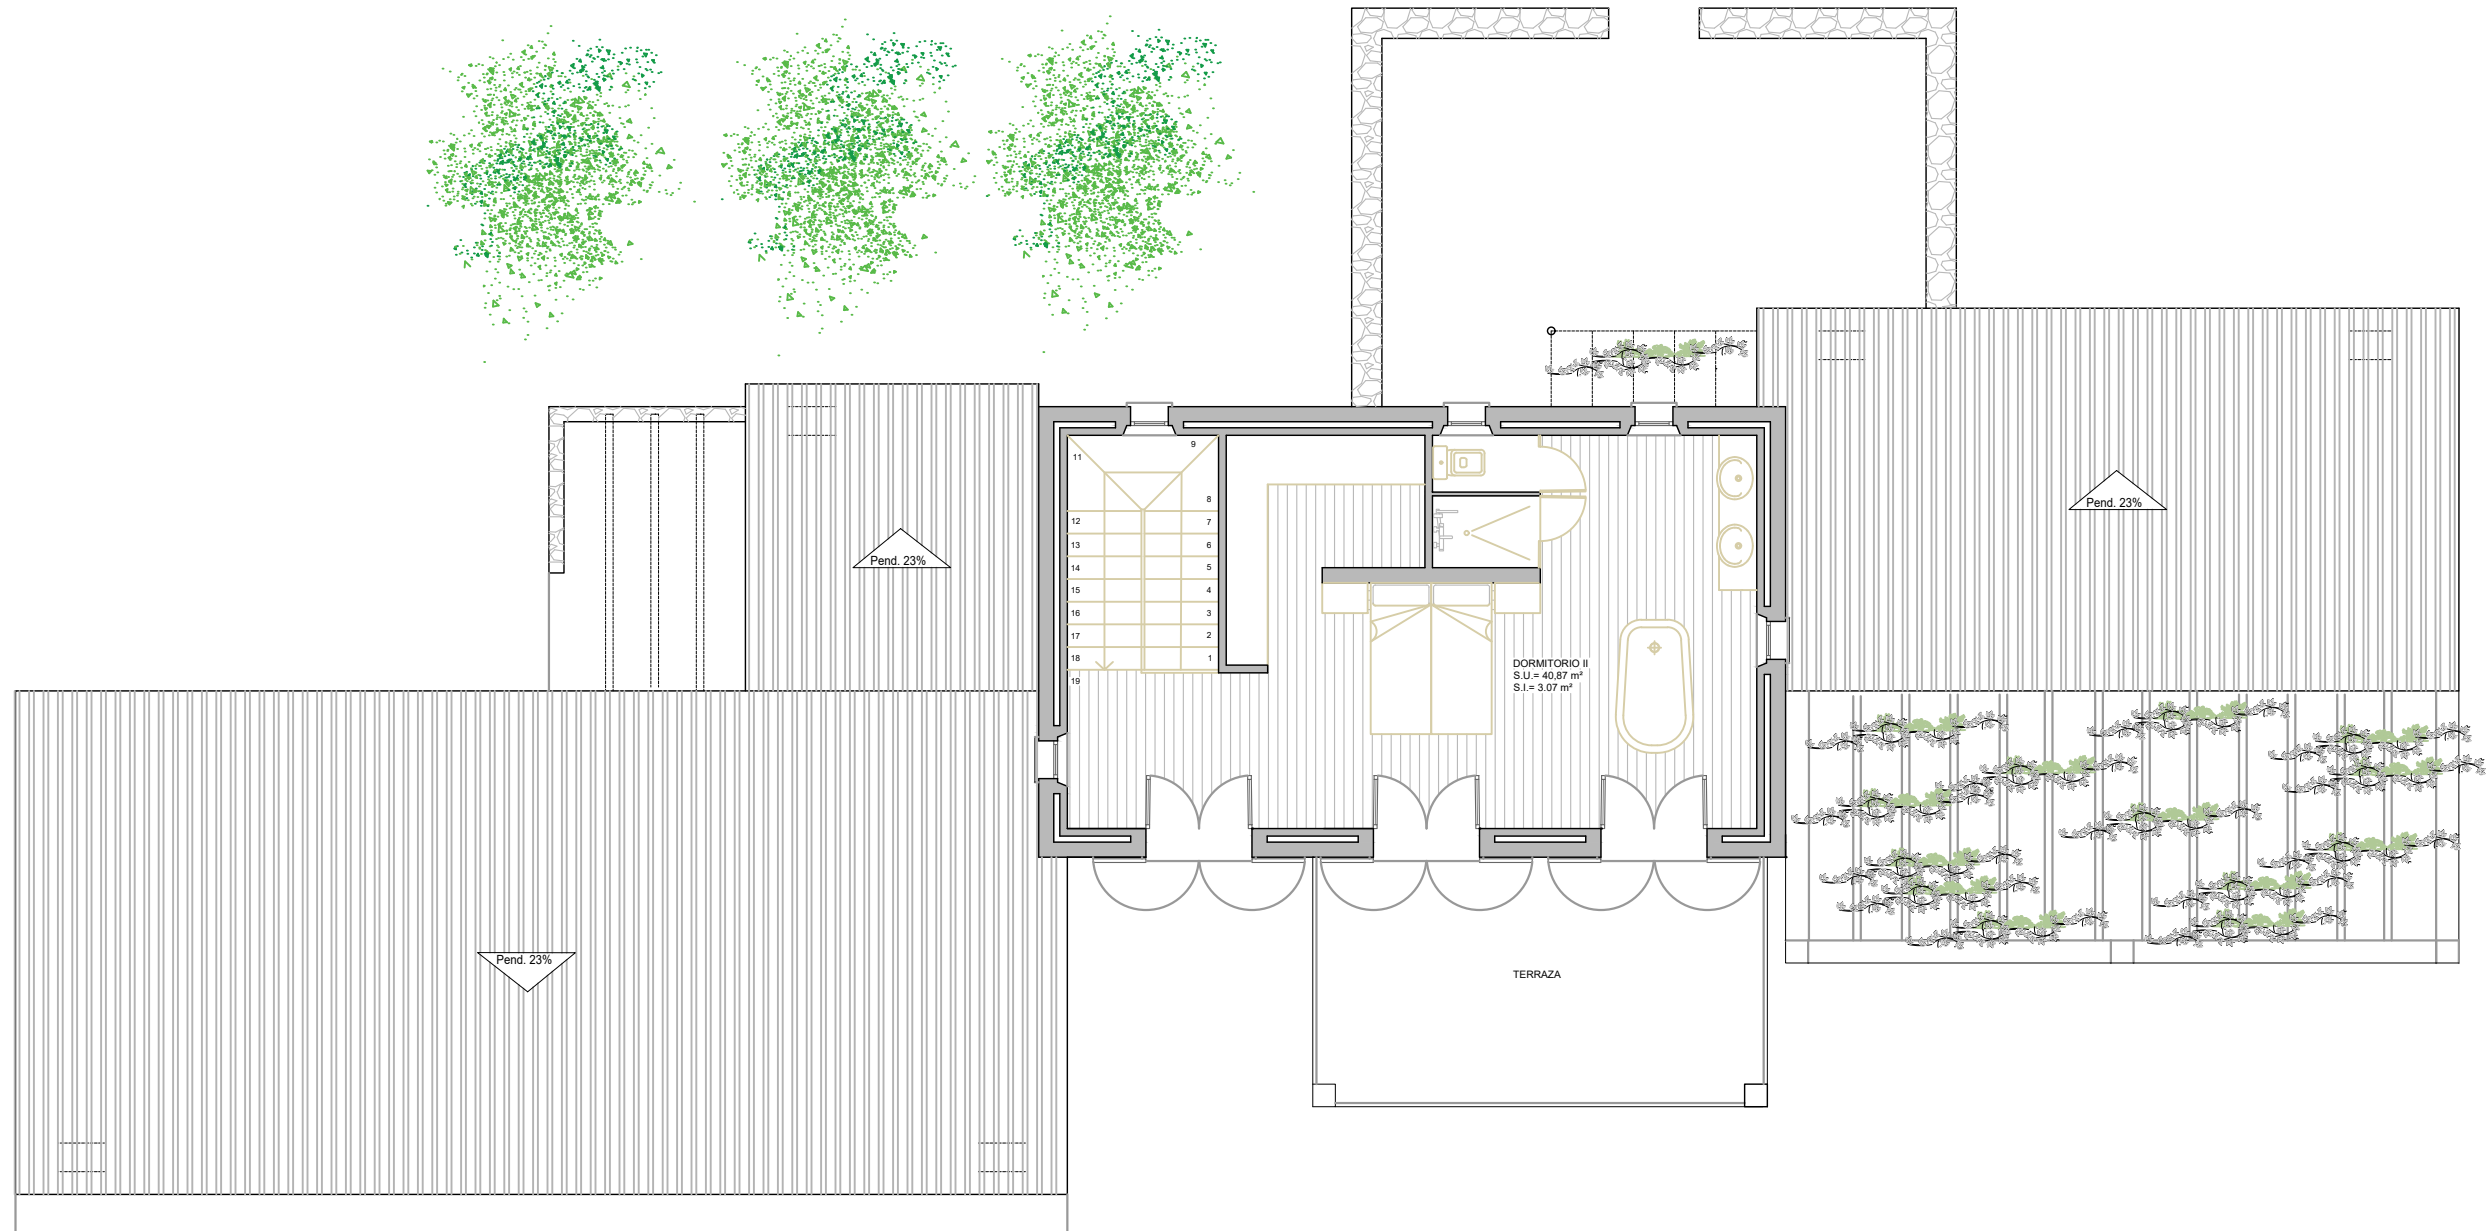 9
11
8
12
7
13
6
14
5
15
4
16
3
17
2
18
1
19
Pend. 23%
Pend. 23%
DORMITORIO II
S.U.= 40,87 m²
S.I.= 3.07 m²
Pend. 23%
TERRAZA